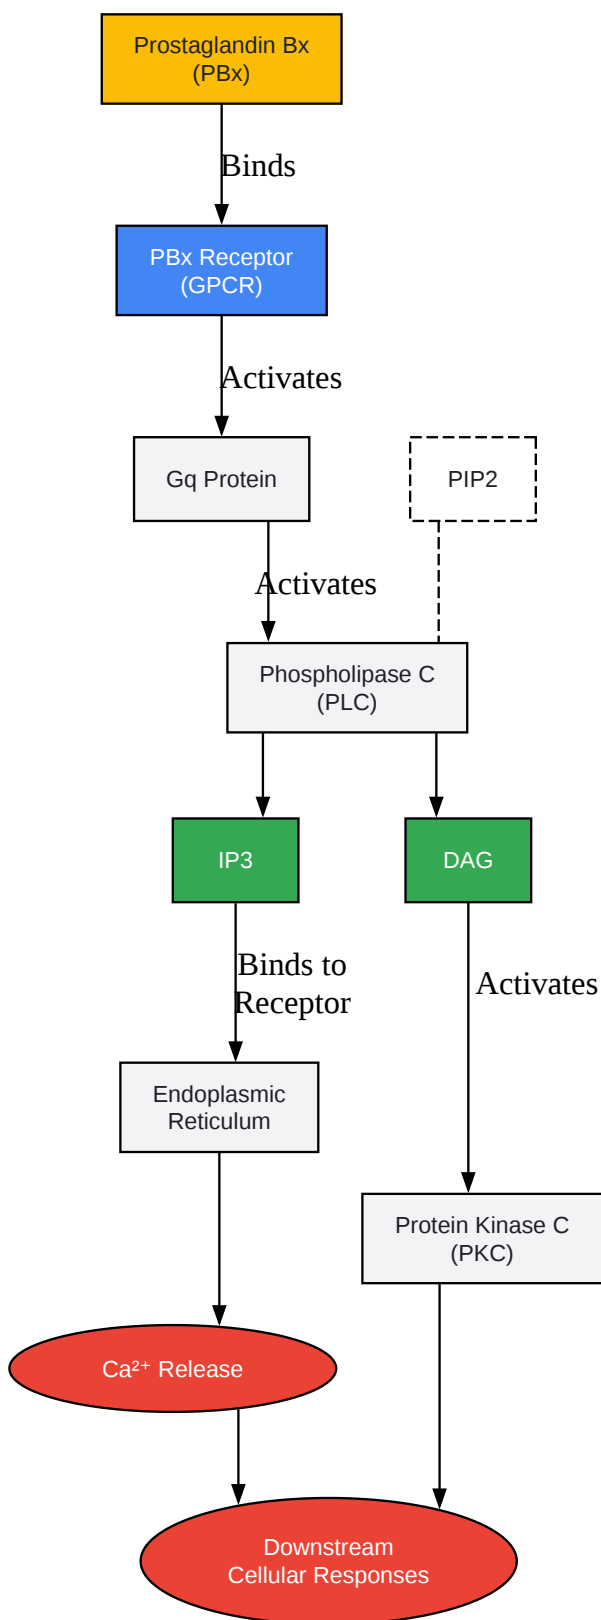 Prostaglandin Bx
(PBx)
Binds
PBx Receptor
(GPCR)
Activates
Gq Protein
PIP2
Activates
Phospholipase C
(PLC)
IP3
DAG
Binds to
Receptor
Activates
Endoplasmic
Reticulum
Protein Kinase C
(PKC)
Ca²⁺ Release
Downstream
Cellular Responses